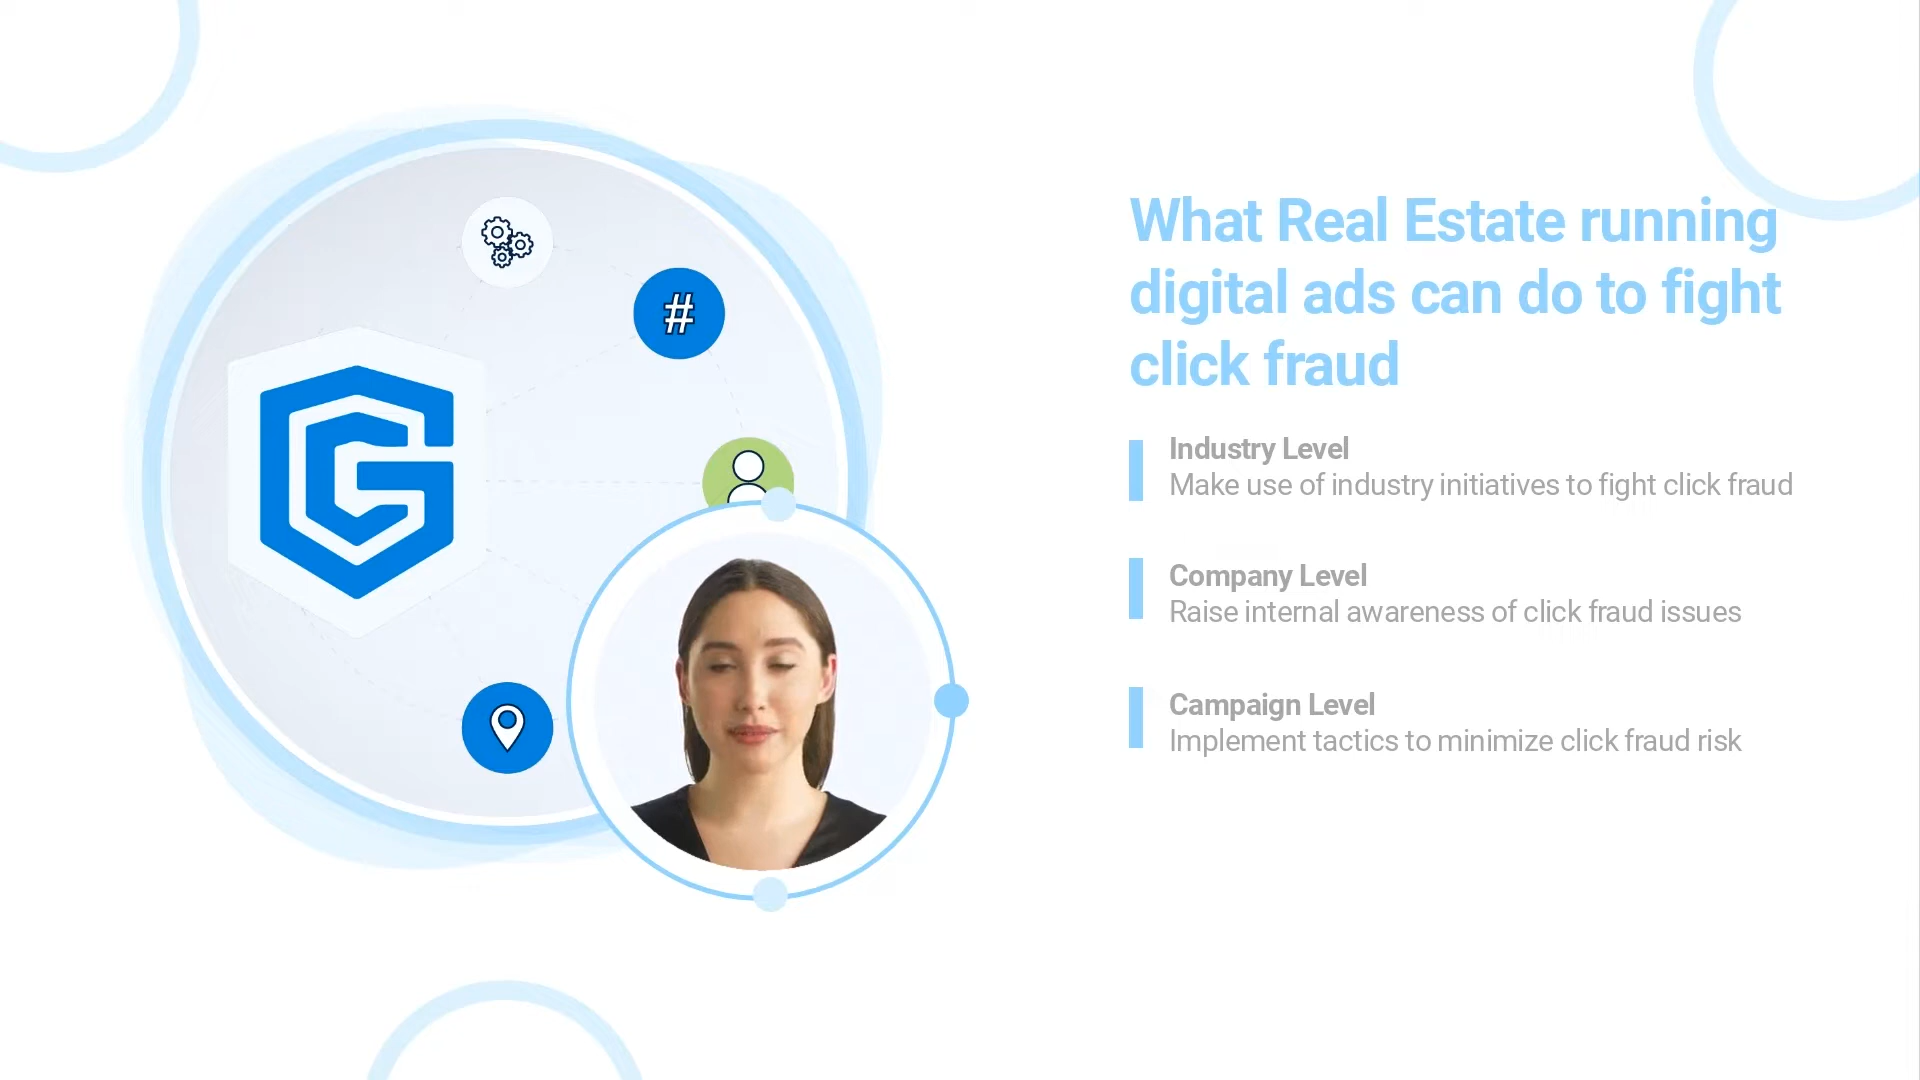 #
What Real Estate running
digital ads can do to fight
click fraud
Industry Level
Make use of industry initiatives to fight click fraud
Company Level
Raise internal awareness of click fraud issues
Campaign Level
Implement tactics to minimize click fraud risk